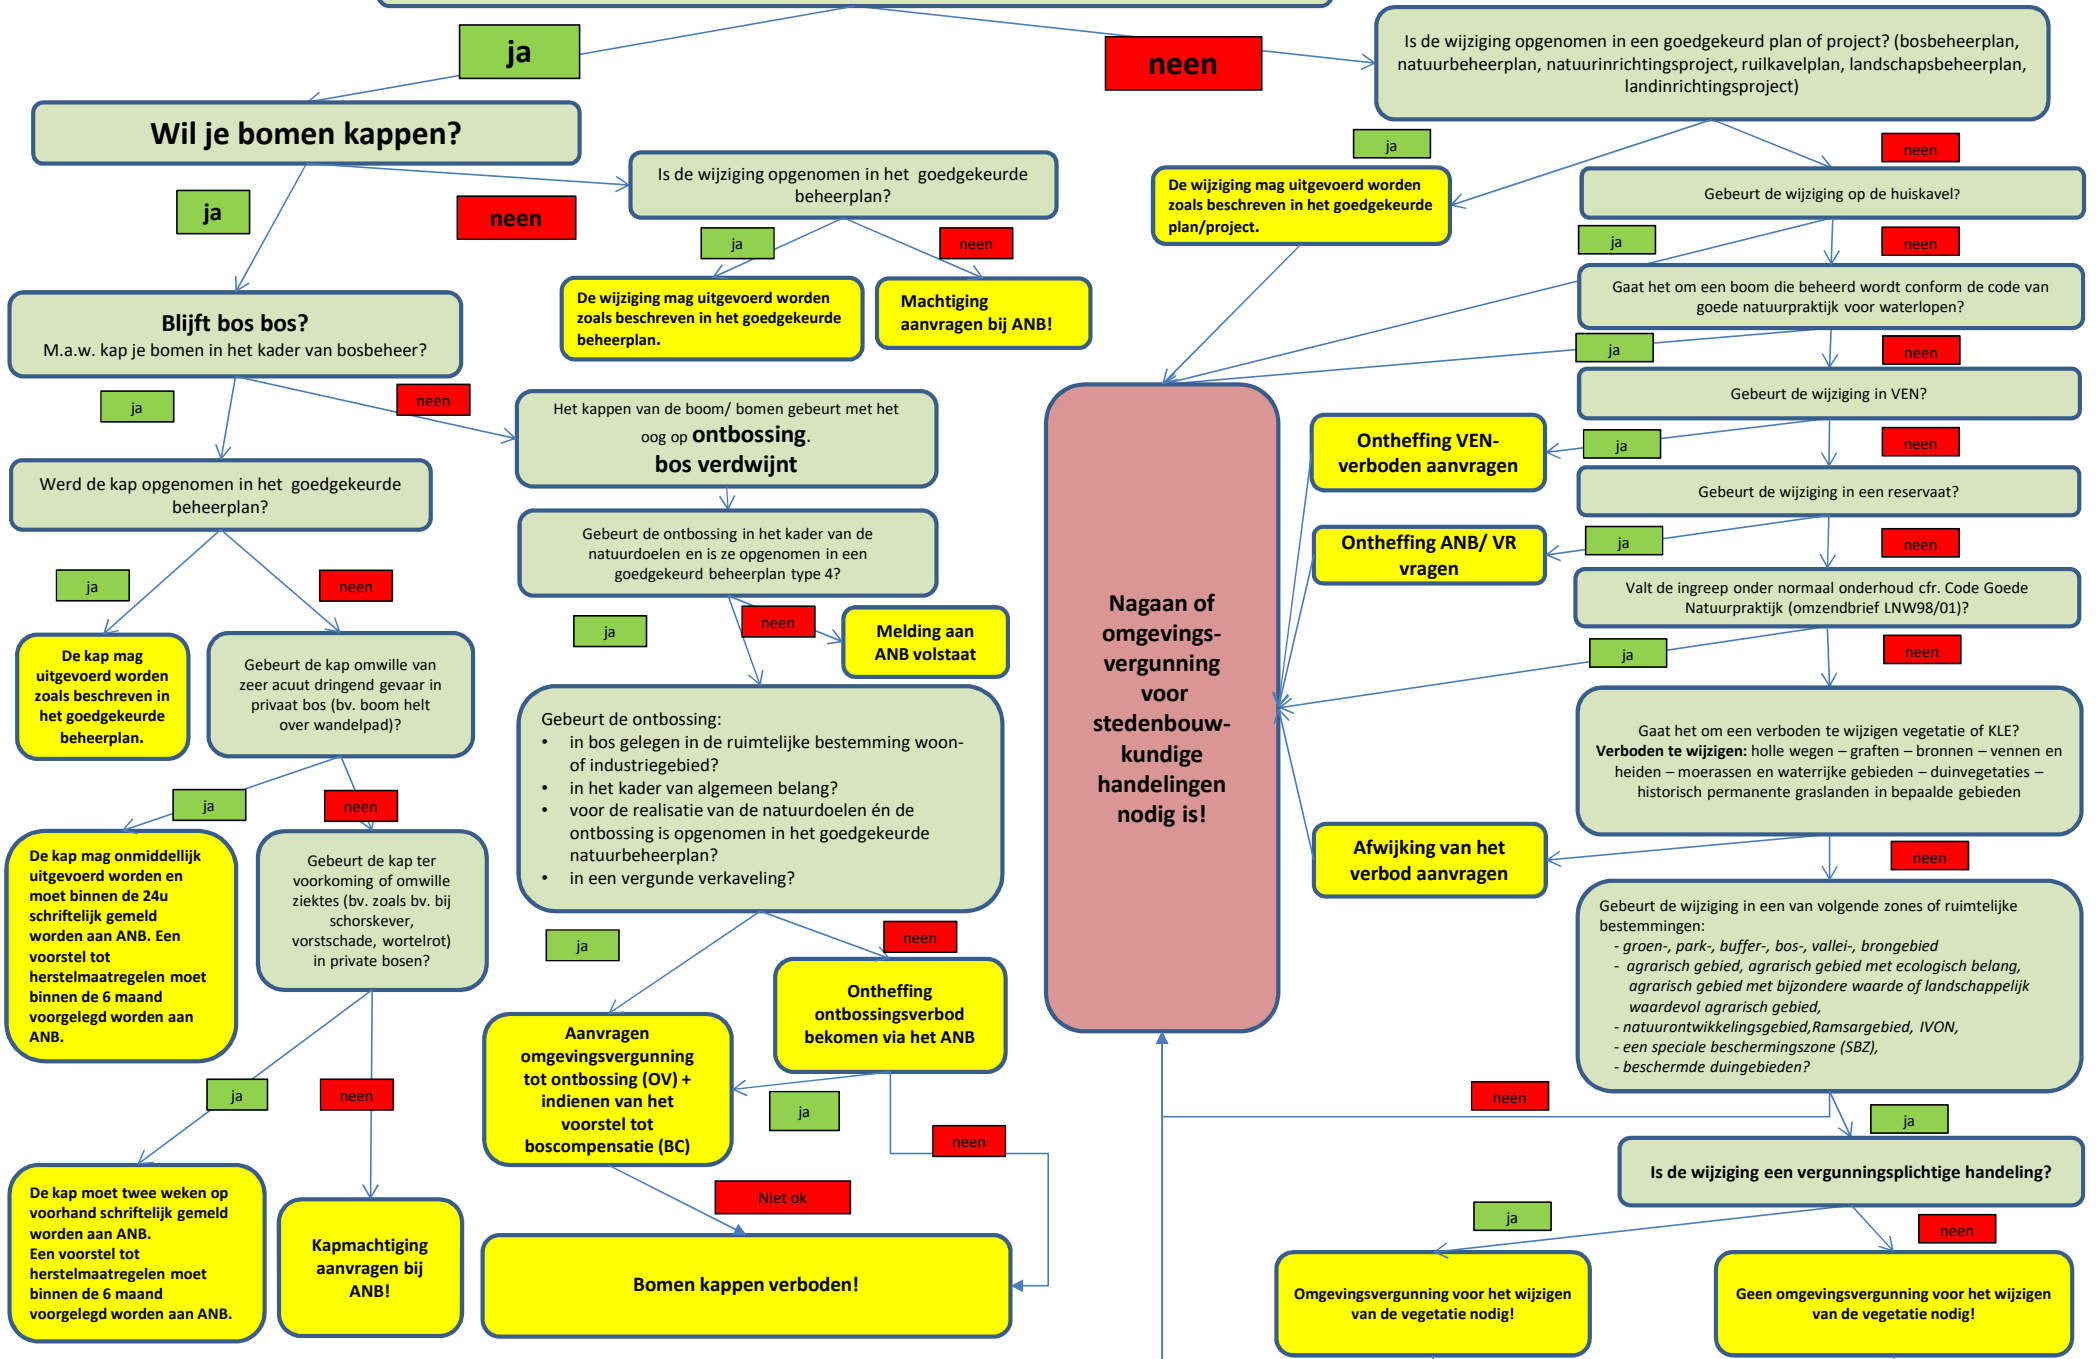 ja
neen
Is de wijziging opgenomen in een goedgekeurd plan of project? (bosbeheerplan,
natuurbeheerplan, natuurinrichtingsproject, ruilkavelplan, landschapsbeheerplan,
landinrichtingsproject)
Wil je bomen kappen?
ja
neen
Is de wijziging opgenomen in het  goedgekeurde
beheerplan?
ja
neen
De wijziging mag uitgevoerd worden
zoals beschreven in het goedgekeurde
beheerplan.
Machtiging
aanvragen bij ANB!
ja
neen
De wijziging mag uitgevoerd worden
zoals beschreven in het goedgekeurde
plan/project.
Gebeurt de wijziging op de huiskavel?
ja
neen
Gaat het om een boom die beheerd wordt conform de code van
goede natuurpraktijk voor waterlopen?
ja
neen
Gebeurt de wijziging in VEN?
ja
neen
Ontheffing VEN-
verboden aanvragen
Gebeurt de wijziging in een reservaat?
ja
neen
Ontheffing ANB/ VR
vragen
Valt de ingreep onder normaal onderhoud cfr. Code Goede
Natuurpraktijk (omzendbrief LNW98/01)?
ja
neen
Gaat het om een verboden te wijzigen vegetatie of KLE?
Verboden te wijzigen: holle wegen – graften – bronnen – vennen en
heiden – moerassen en waterrijke gebieden – duinvegetaties –
historisch permanente graslanden in bepaalde gebieden
neen
Afwijking van het
verbod aanvragen
Gebeurt de wijziging in een van volgende zones of ruimtelijke
bestemmingen:
- groen-, park-, buffer-, bos-, vallei-, brongebied
- agrarisch gebied, agrarisch gebied met ecologisch belang,
agrarisch gebied met bijzondere waarde of landschappelijk
waardevol agrarisch gebied,
- natuurontwikkelingsgebied,Ramsargebied, IVON,
- een speciale beschermingszone (SBZ),
- beschermde duingebieden?
neen
ja
Is de wijziging een vergunningsplichtige handeling?
ja
neen
Omgevingsvergunning voor het wijzigen
van de vegetatie nodig!
Geen omgevingsvergunning voor het wijzigen
van de vegetatie nodig!
Nagaan of
omgevings-
vergunning
voor
stedenbouw-
kundige
handelingen
nodig is!
Blijft bos bos?
M.a.w. kap je bomen in het kader van bosbeheer?
ja
neen
Het kappen van de boom/ bomen gebeurt met het
oog op ontbossing.
bos verdwijnt
Werd de kap opgenomen in het  goedgekeurde
beheerplan?
ja
neen
De kap mag
uitgevoerd worden
zoals beschreven in
het goedgekeurde
beheerplan.
Gebeurt de kap omwille van
zeer acuut dringend gevaar in
privaat bos (bv. boom helt
over wandelpad)?
ja
neen
De kap mag onmiddellijk
uitgevoerd worden en
moet binnen de 24u
schriftelijk gemeld
worden aan ANB. Een
voorstel tot
herstelmaatregelen moet
binnen de 6 maand
voorgelegd worden aan
ANB.
Gebeurt de kap ter
voorkoming of omwille
ziektes (bv. zoals bv. bij
schorskever,
vorstschade, wortelrot)
in private bosen?
ja
neen
De kap moet twee weken op
voorhand schriftelijk gemeld
worden aan ANB.
Een voorstel tot
herstelmaatregelen moet
binnen de 6 maand
voorgelegd worden aan ANB.
Kapmachtiging
aanvragen bij
ANB!
Gebeurt de ontbossing in het kader van de
natuurdoelen en is ze opgenomen in een
goedgekeurd beheerplan type 4?
ja
neen
Melding aan
ANB volstaat
Gebeurt de ontbossing:
• in bos gelegen in de ruimtelijke bestemming woon-
of industriegebied?
• in het kader van algemeen belang?
• voor de realisatie van de natuurdoelen én de
ontbossing is opgenomen in het goedgekeurde
natuurbeheerplan?
• in een vergunde verkaveling?
ja
neen
Ontheffing
ontbossingsverbod
bekomen via het ANB
Aanvragen
omgevingsvergunning
tot ontbossing (OV) +
indienen van het
voorstel tot
boscompensatie (BC)
ja
neen
Niet ok
Bomen kappen verboden!